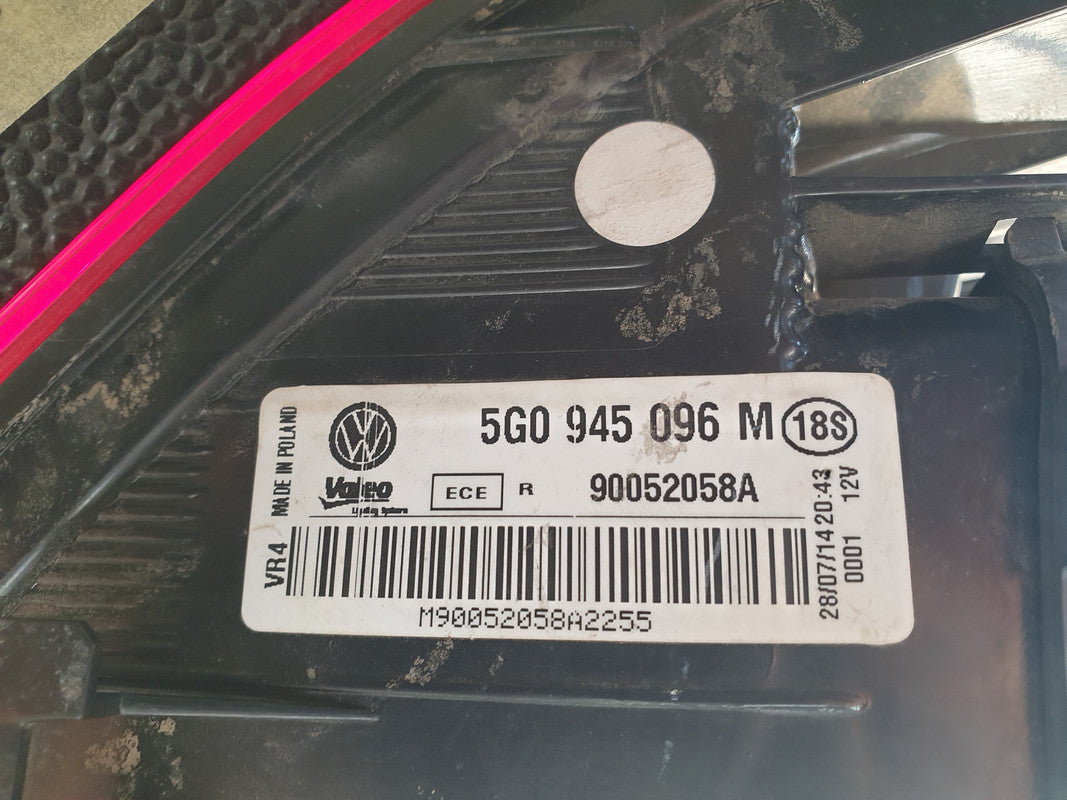 MADE IN POLAND
5G0 945 096 M 18S
Valeo
ECE R 90052058A
VR4
M90052058A2255
28/07/14 20:43
0001 12V